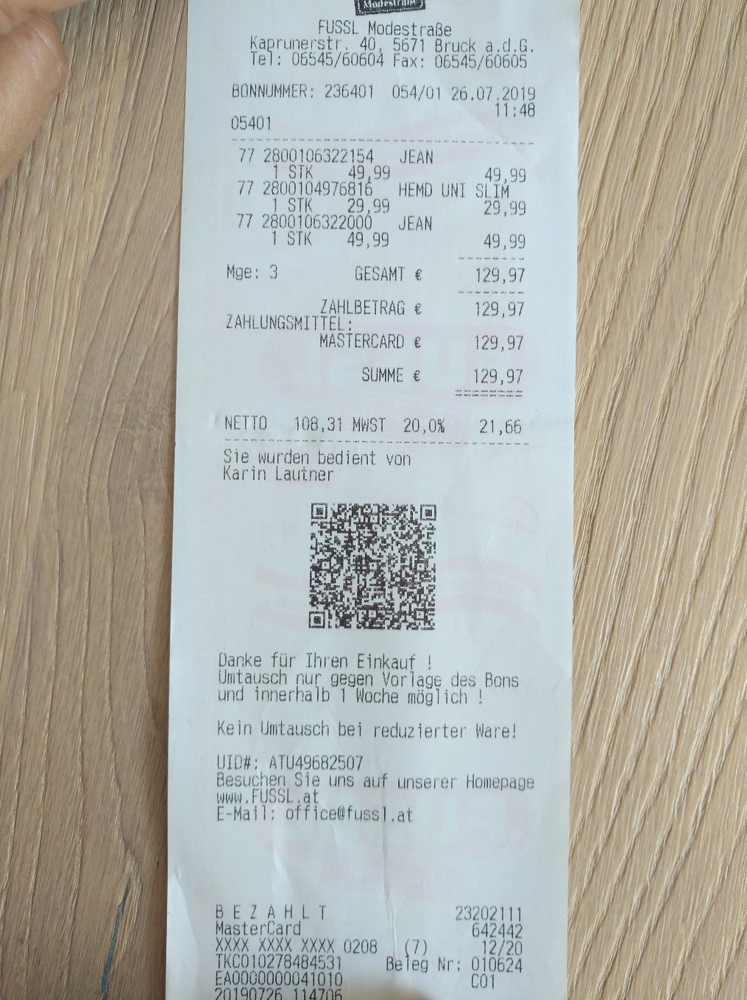 Modestraße
FUSSL Modestraße
Kaprunerstr. 40, 5671 Bruck a.d.G.
Tel: 06545/60604 Fax: 06545/60605
BONNUMMER: 236401 054/01 26.07.2019
11:48
05401
77 2800106322154 JEAN
1 STK 49,99 49,99
77 2800104976816 HEMD UNI SLIM
1 STK 29,99 29,99
77 2800106322000 JEAN
1 STK 49,99 49,99
Mge: 3 GESAMT € 129,97
ZAHLBETRAG € 129,97
ZAHLUNGSMITTEL:
MASTERCARD € 129,97
SUMME € 129,97
NETTO 108,31 MWST 20,0% 21,66
Sie wurden bedient von
Karin Lautner
Danke für Ihren Einkauf !
Umtausch nur gegen Vorlage des Bons
und innerhalb 1 Woche möglich !
Kein Umtausch bei reduzierter Ware!
UID#: ATU49682507
Besuchen Sie uns auf unserer Homepage
www.FUSSL.at
E-Mail: office@fussl.at
B E Z A H L T 23202111
MasterCard 642442
XXXX XXXX XXXX 0208 (7) 12/20
TKC010278484531 Beleg Nr: 010624
EA0000000041010 C01
20190726 114706